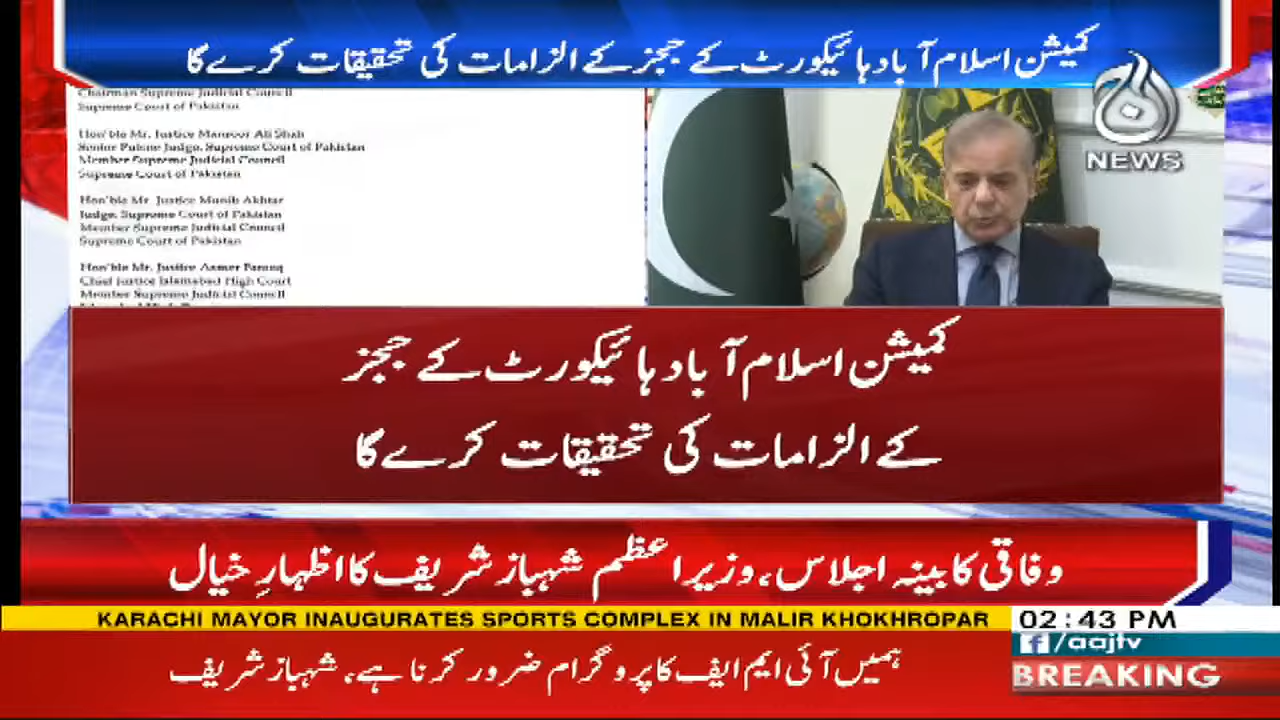 کمیشن اسلام آباد ہائیکورٹ کے ججز کے الزامات کی تحقیقات کرے گا
آج
NEWS
Chairman Supreme Judicial Council
Supreme Court of Pakistan
Hon'ble Mr. Justice Mansoor Ali Shah
Senior Puisne Judge, Supreme Court of Pakistan
Member Supreme Judicial Council
Supreme Court of Pakistan
Hon'ble Mr. Justice Munib Akhtar
Judge, Supreme Court of Pakistan
Member Supreme Judicial Council
Supreme Court of Pakistan
Hon'ble Mr. Justice Aamer Farooq
Chief Justice Islamabad High Court
Member Supreme Judicial Council
کمیشن اسلام آباد ہائیکورٹ کے ججز
کے الزامات کی تحقیقات کرے گا
وفاقی کابینہ اجلاس، وزیراعظم شہباز شریف کا اظہارِ خیال
KARACHI MAYOR INAUGURATES SPORTS COMPLEX IN MALIR KHOKHROPAR
02:43 PM
/aajtv
ہمیں آئی ایم ایف کا پروگرام ضرور کرنا ہے، شہباز شریف
BREAKING